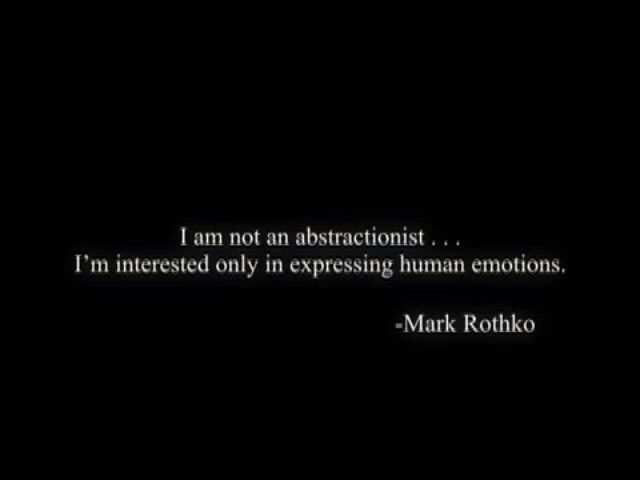 I am not an abstractionist . . .
I'm interested only in expressing human emotions.
-Mark Rothko